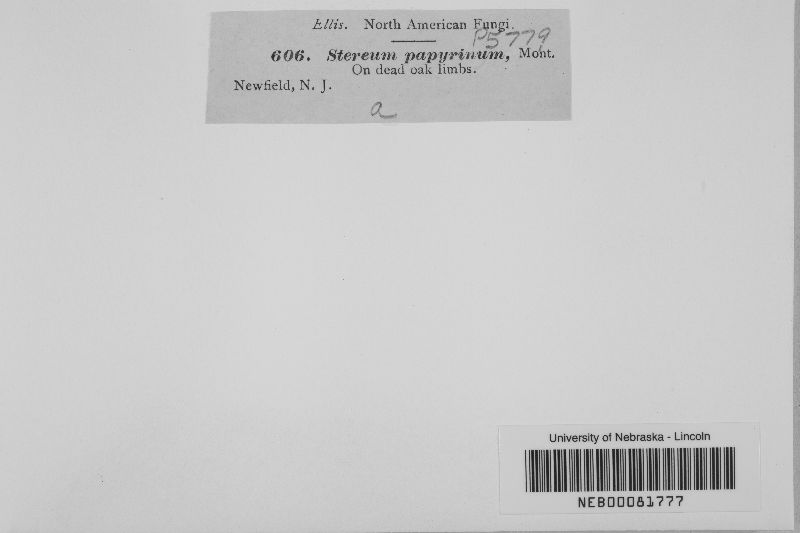 Ellis. North American Fungi.
P5779
606. Stereum papyrinum, Mont.
On dead oak limbs.
Newfield, N. J.
a
University of Nebraska - Lincoln
NEB00081777